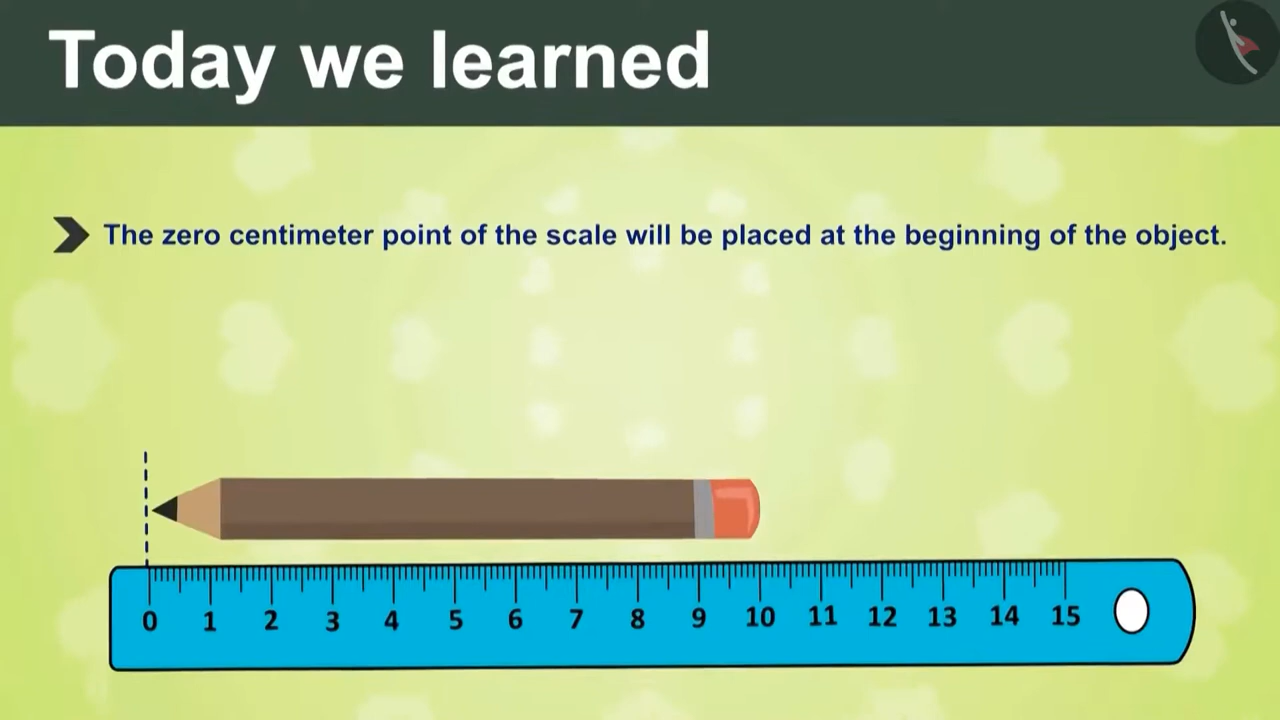 Today we learned
The zero centimeter point of the scale will be placed at the beginning of the object.
0 1 2 3 4 5 6 7 8 9 10 11 12 13 14 15